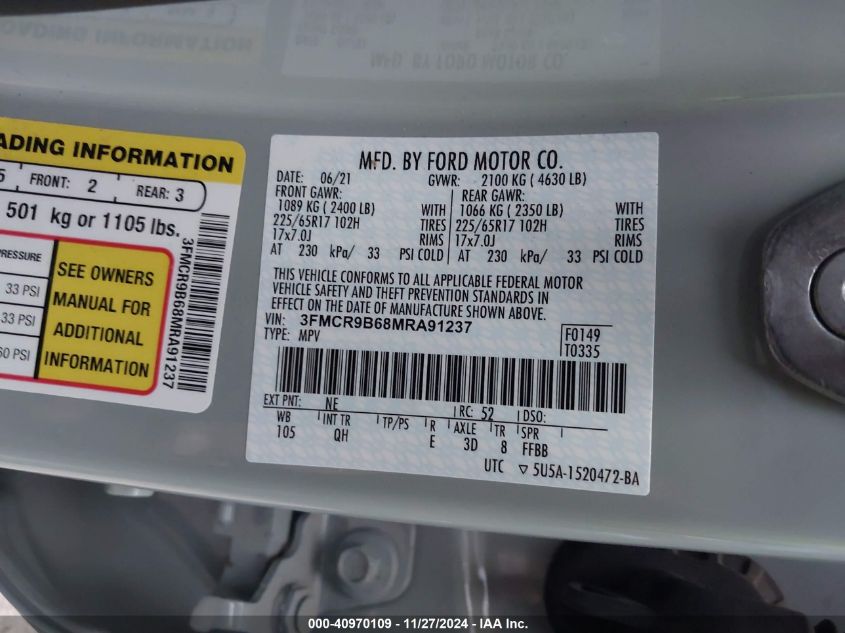 MFD. BY FORD MOTOR CO.
ADING INFORMATION
5 FRONT: 2 REAR: 3
501 kg or 1105 lbs.
PRESSURE
33 PSI
33 PSI
60 PSI
SEE OWNERS
MANUAL FOR
ADDITIONAL
INFORMATION
3FMCR9B68MRA91237
MFD. BY FORD MOTOR CO.
DATE: 06/21 GVWR: 2100 KG ( 4630 LB)
FRONT GAWR: REAR GAWR:
1089 KG ( 2400 LB) WITH 1066 KG ( 2350 LB) WITH
225/65R17 102H TIRES 225/65R17 102H TIRES
17x7.0J RIMS 17x7.0J RIMS
AT 230 kPa/ 33 PSI COLD AT 230 kPa/ 33 PSI COLD
THIS VEHICLE CONFORMS TO ALL APPLICABLE FEDERAL MOTOR
VEHICLE SAFETY AND THEFT PREVENTION STANDARDS IN
EFFECT ON THE DATE OF MANUFACTURE SHOWN ABOVE.
VIN: 3FMCR9B68MRA91237
TYPE: MPV
F0149
T0335
EXT PNT: NE RC: 52 DSO:
WB INT TR TP/PS R AXLE TR SPR
105 QH E 3D 8 FFBB
UTC ▽ 5U5A-1520472-BA
000-40970109 - 11/27/2024 - IAA Inc.